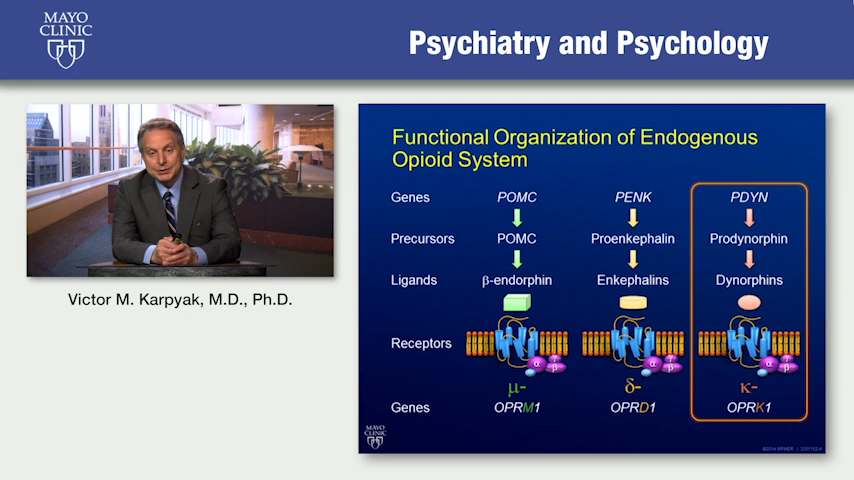 MAYO
CLINIC
Psychiatry and Psychology
Victor M. Karpyak, M.D., Ph.D.
Functional Organization of Endogenous
Opioid System
Genes POMC PENK PDYN
Precursors POMC Proenkephalin Prodynorphin
Ligands β-endorphin Enkephalins Dynorphins
Receptors
α γ β α γ β α γ β
μ- δ- κ-
Genes OPRM1 OPRD1 OPRK1
MAYO
CLINIC